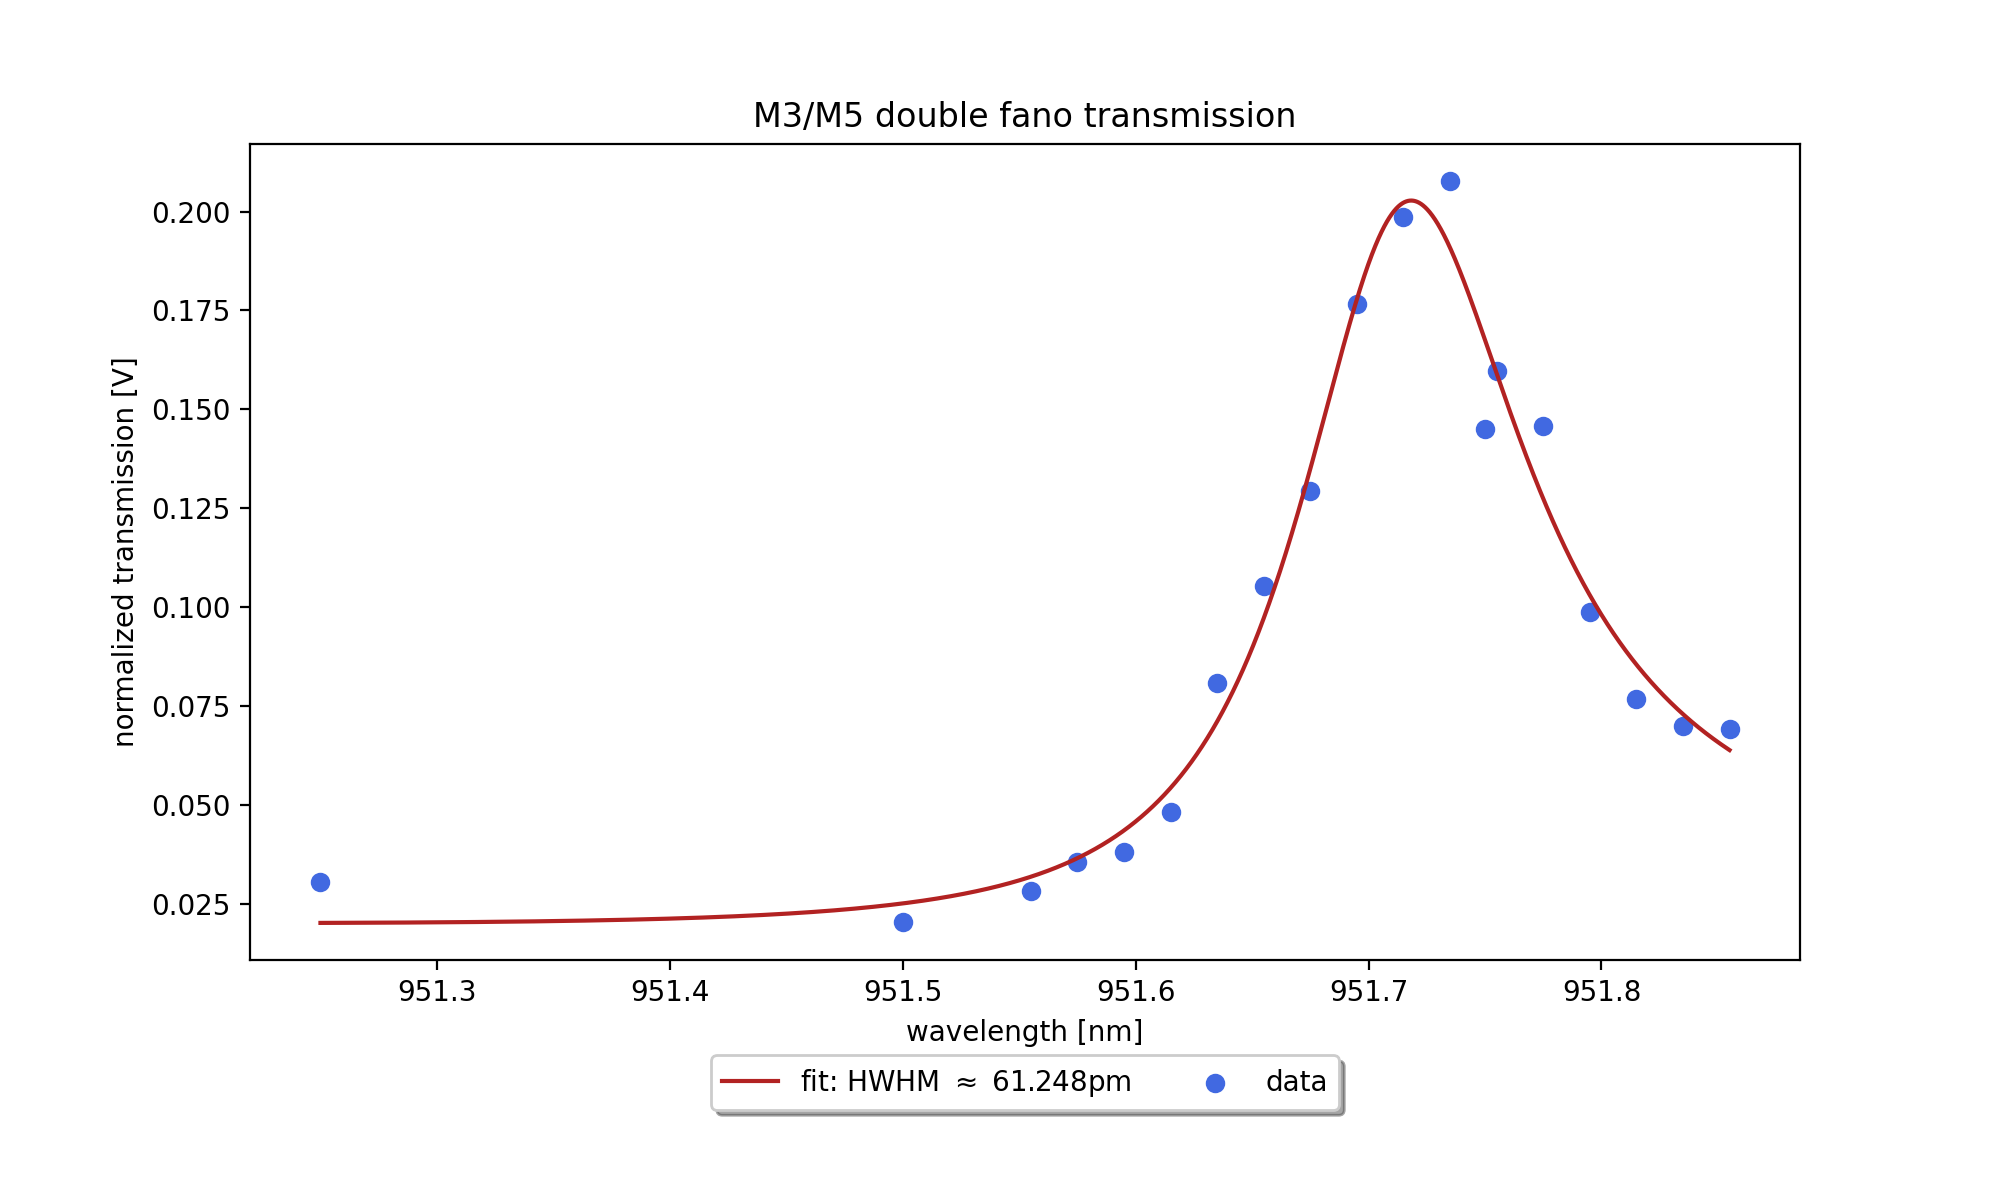 M3/M5 double fano transmission
normalized transmission [V]
0.200
0.175
0.150
0.125
0.100
0.075
0.050
0.025
951.3 951.4 951.5 951.6 951.7 951.8
wavelength [nm]
fit: HWHM ≈ 61.248pm data